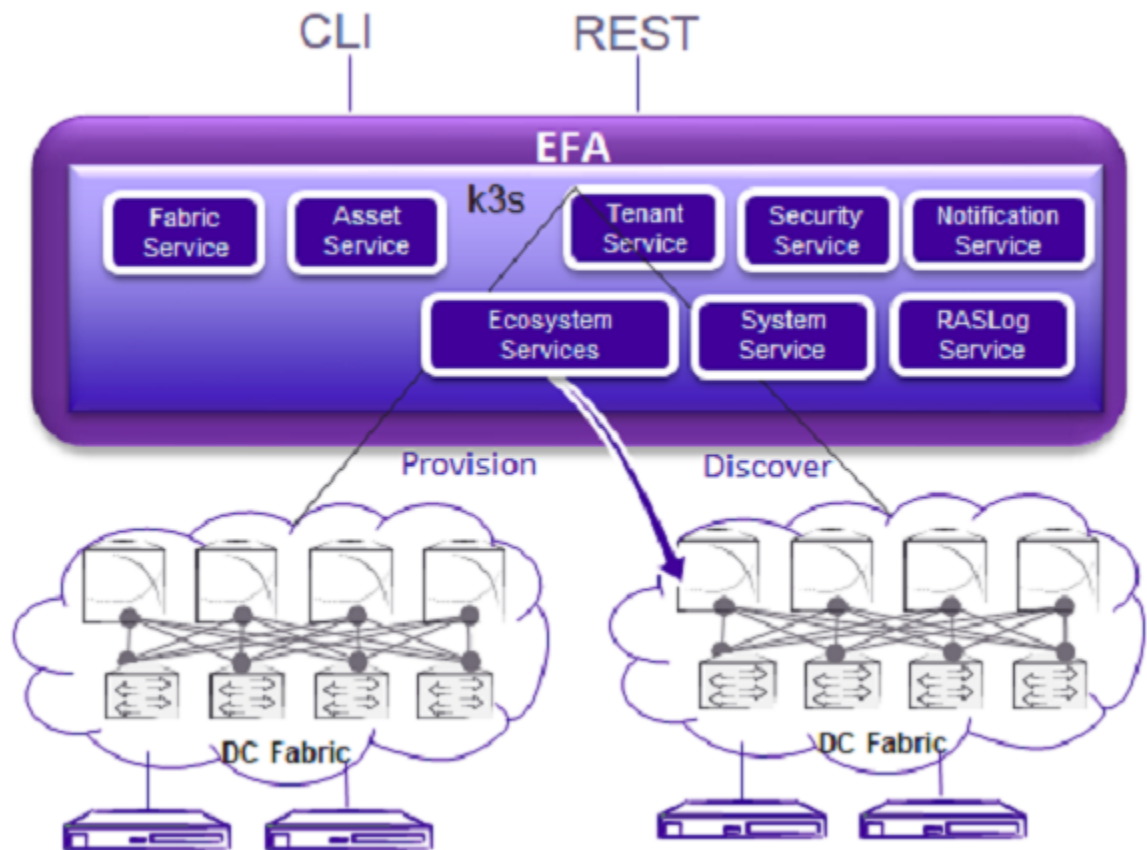 CLI
REST
EFA
k3s
Fabric
Service
Asset
Service
Tenant
Service
Security
Service
Notification
Service
Ecosystem
Services
System
Service
RASLog
Service
Provision
Discover
DC Fabric
DC Fabric